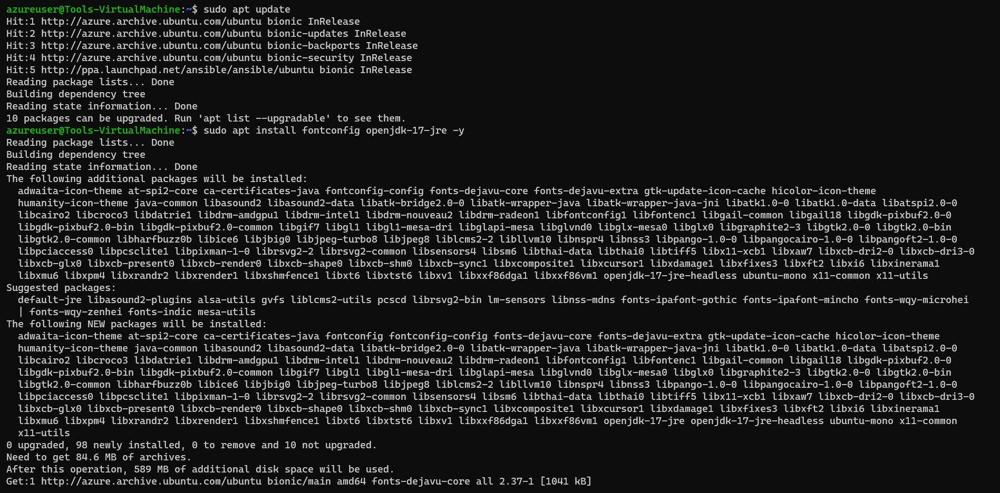 azureuser@Tools-VirtualMachine:~$ sudo apt update
Hit:1 http://azure.archive.ubuntu.com/ubuntu bionic InRelease
Hit:2 http://azure.archive.ubuntu.com/ubuntu bionic-updates InRelease
Hit:3 http://azure.archive.ubuntu.com/ubuntu bionic-backports InRelease
Hit:4 http://azure.archive.ubuntu.com/ubuntu bionic-security InRelease
Hit:5 http://ppa.launchpad.net/ansible/ansible/ubuntu bionic InRelease
Reading package lists... Done
Building dependency tree
Reading state information... Done
10 packages can be upgraded. Run 'apt list --upgradable' to see them.
azureuser@Tools-VirtualMachine:~$ sudo apt install fontconfig openjdk-17-jre -y
Reading package lists... Done
Building dependency tree
Reading state information... Done
The following additional packages will be installed:
  adwaita-icon-theme at-spi2-core ca-certificates-java fontconfig-config fonts-dejavu-core fonts-dejavu-extra gtk-update-icon-cache hicolor-icon-theme
  humanity-icon-theme java-common libasound2 libasound2-data libatk-bridge2.0-0 libatk-wrapper-java libatk-wrapper-java-jni libatk1.0-0 libatk1.0-data libatspi2.0-0
  libcairo2 libcroco3 libdatrie1 libdrm-amdgpu1 libdrm-intel1 libdrm-nouveau2 libdrm-radeon1 libfontconfig1 libfontenc1 libgail-common libgail18 libgdk-pixbuf2.0-0
  libgdk-pixbuf2.0-bin libgdk-pixbuf2.0-common libgif7 libgl1 libgl1-mesa-dri libglapi-mesa libglvnd0 libglx-mesa0 libglx0 libgraphite2-3 libgtk2.0-0 libgtk2.0-bin
  libgtk2.0-common libharfbuzz0b libice6 libjbig0 libjpeg-turbo8 libjpeg8 liblcms2-2 libllvm10 libnspr4 libnss3 libpango-1.0-0 libpangocairo-1.0-0 libpangoft2-1.0-0
  libpciaccess0 libpcsclite1 libpixman-1-0 librsvg2-2 librsvg2-common libsensors4 libsm6 libthai-data libthai0 libtiff5 libx11-xcb1 libxaw7 libxcb-dri2-0 libxcb-dri3-0
  libxcb-glx0 libxcb-present0 libxcb-render0 libxcb-shape0 libxcb-shm0 libxcb-sync1 libxcomposite1 libxcursor1 libxdamage1 libxfixes3 libxft2 libxi6 libxinerama1
  libxmu6 libxpm4 libxrandr2 libxrender1 libxshmfence1 libxt6 libxtst6 libxv1 libxxf86dga1 libxxf86vm1 openjdk-17-jre-headless ubuntu-mono x11-common x11-utils
Suggested packages:
  default-jre libasound2-plugins alsa-utils gvfs liblcms2-utils pcscd librsvg2-bin lm-sensors libnss-mdns fonts-ipafont-gothic fonts-ipafont-mincho fonts-wqy-microhei
  | fonts-wqy-zenhei fonts-indic mesa-utils
The following NEW packages will be installed:
  adwaita-icon-theme at-spi2-core ca-certificates-java fontconfig fontconfig-config fonts-dejavu-core fonts-dejavu-extra gtk-update-icon-cache hicolor-icon-theme
  humanity-icon-theme java-common libasound2 libasound2-data libatk-bridge2.0-0 libatk-wrapper-java libatk-wrapper-java-jni libatk1.0-0 libatk1.0-data libatspi2.0-0
  libcairo2 libcroco3 libdatrie1 libdrm-amdgpu1 libdrm-intel1 libdrm-nouveau2 libdrm-radeon1 libfontconfig1 libfontenc1 libgail-common libgail18 libgdk-pixbuf2.0-0
  libgdk-pixbuf2.0-bin libgdk-pixbuf2.0-common libgif7 libgl1 libgl1-mesa-dri libglapi-mesa libglvnd0 libglx-mesa0 libglx0 libgraphite2-3 libgtk2.0-0 libgtk2.0-bin
  libgtk2.0-common libharfbuzz0b libice6 libjbig0 libjpeg-turbo8 libjpeg8 liblcms2-2 libllvm10 libnspr4 libnss3 libpango-1.0-0 libpangocairo-1.0-0 libpangoft2-1.0-0
  libpciaccess0 libpcsclite1 libpixman-1-0 librsvg2-2 librsvg2-common libsensors4 libsm6 libthai-data libthai0 libtiff5 libx11-xcb1 libxaw7 libxcb-dri2-0 libxcb-dri3-0
  libxcb-glx0 libxcb-present0 libxcb-render0 libxcb-shape0 libxcb-shm0 libxcb-sync1 libxcomposite1 libxcursor1 libxdamage1 libxfixes3 libxft2 libxi6 libxinerama1
  libxmu6 libxpm4 libxrandr2 libxrender1 libxshmfence1 libxt6 libxtst6 libxv1 libxxf86dga1 libxxf86vm1 openjdk-17-jre openjdk-17-jre-headless ubuntu-mono x11-common
  x11-utils
0 upgraded, 98 newly installed, 0 to remove and 10 not upgraded.
Need to get 84.6 MB of archives.
After this operation, 589 MB of additional disk space will be used.
Get:1 http://azure.archive.ubuntu.com/ubuntu bionic/main amd64 fonts-dejavu-core all 2.37-1 [1041 kB]